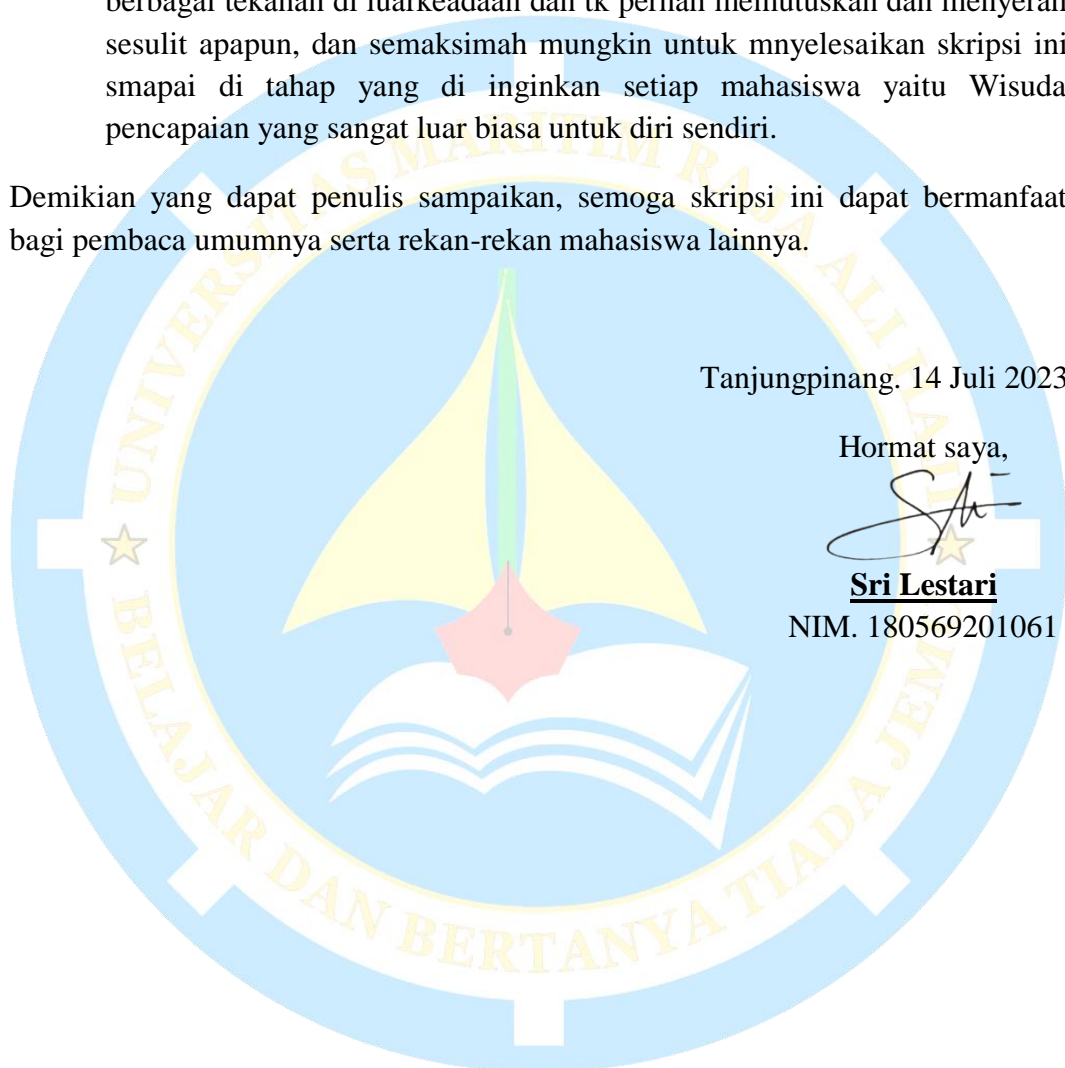 berbagai tekanan di luarkeadaan dan tk pernah memutuskan dan menyerah
sesulit apapun, dan semaksimah mungkin untuk mnyelesaikan skripsi ini
smapai di tahap yang di inginkan setiap mahasiswa yaitu Wisuda
pencapaian yang sangat luar biasa untuk diri sendiri.
Demikian yang dapat penulis sampaikan, semoga skripsi ini dapat bermanfaat
bagi pembaca umumnya serta rekan-rekan mahasiswa lainnya.
Tanjungpinang. 14 Juli 2023
Hormat saya,
Sri Lestari
NIM. 180569201061
UNIVERSITAS MARITIM RAJA ALI HAJI
BELAJAR DAN BERTANYA TIADA JEM